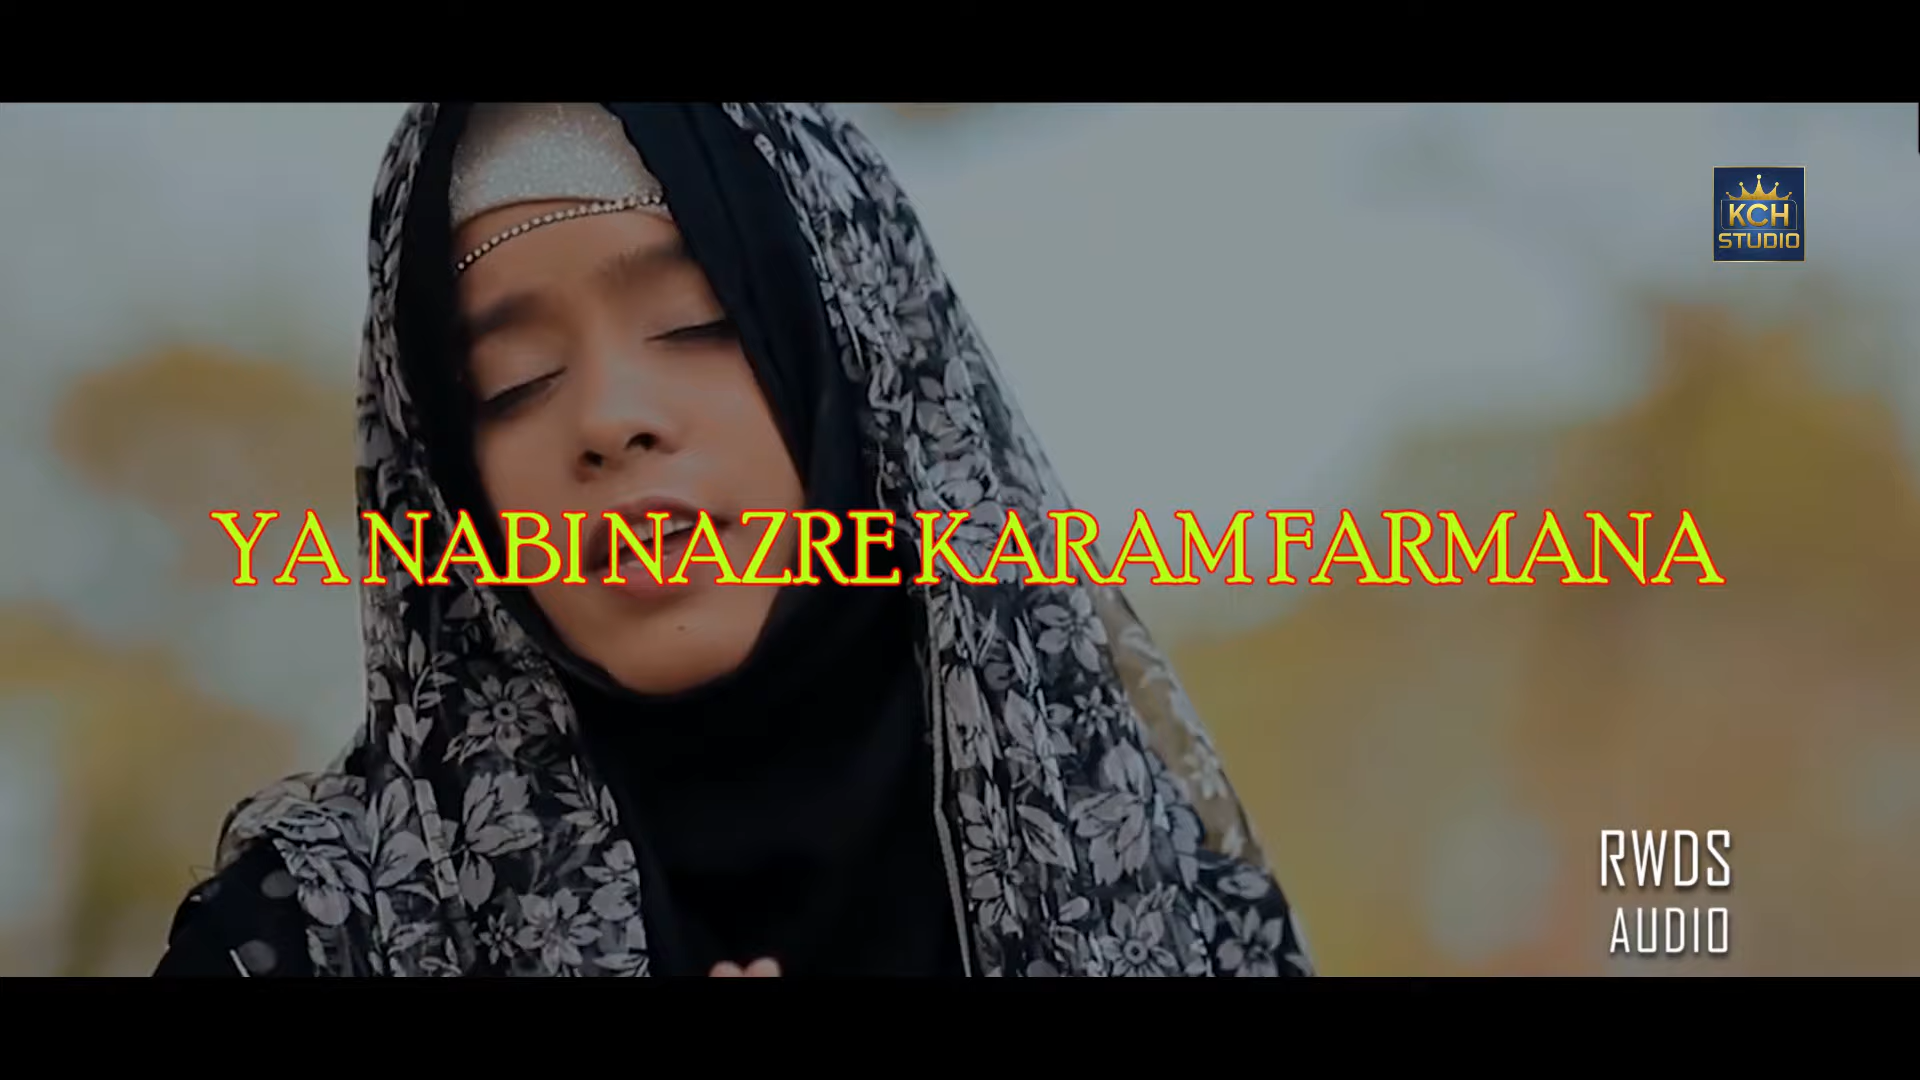 KCH
STUDIO
YA NABI NAZRE KARAM FARMANA
RWDS
AUDIO